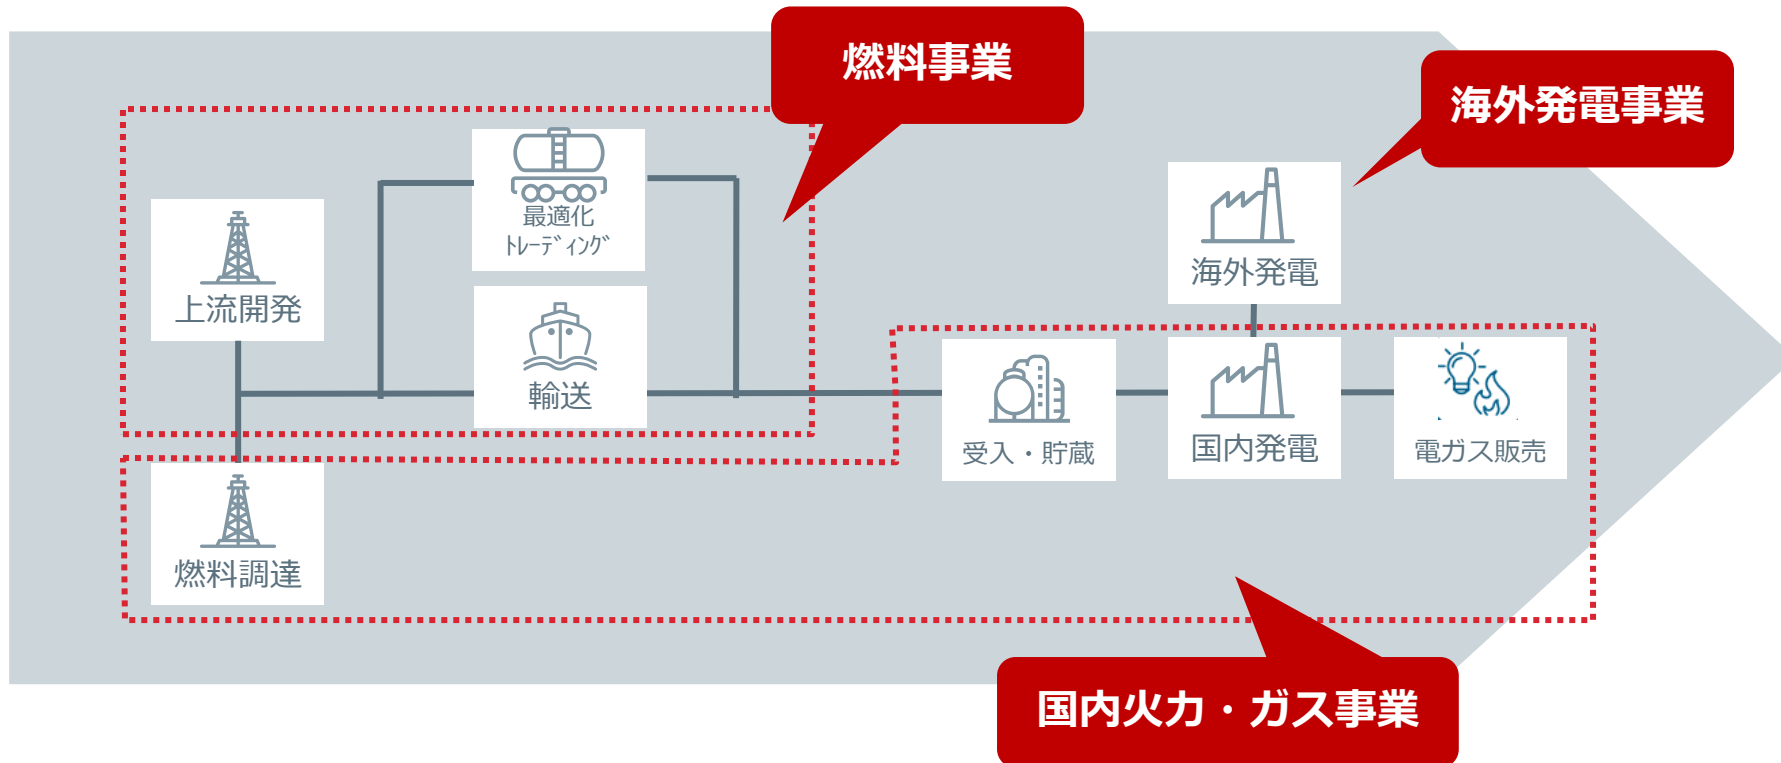 燃料事業
海外発電事業
最適化
ﾄﾚｰﾃﾞｨﾝｸﾞ
上流開発
海外発電
輸送
受入・貯蔵
国内発電
電ガス販売
燃料調達
国内火力・ガス事業